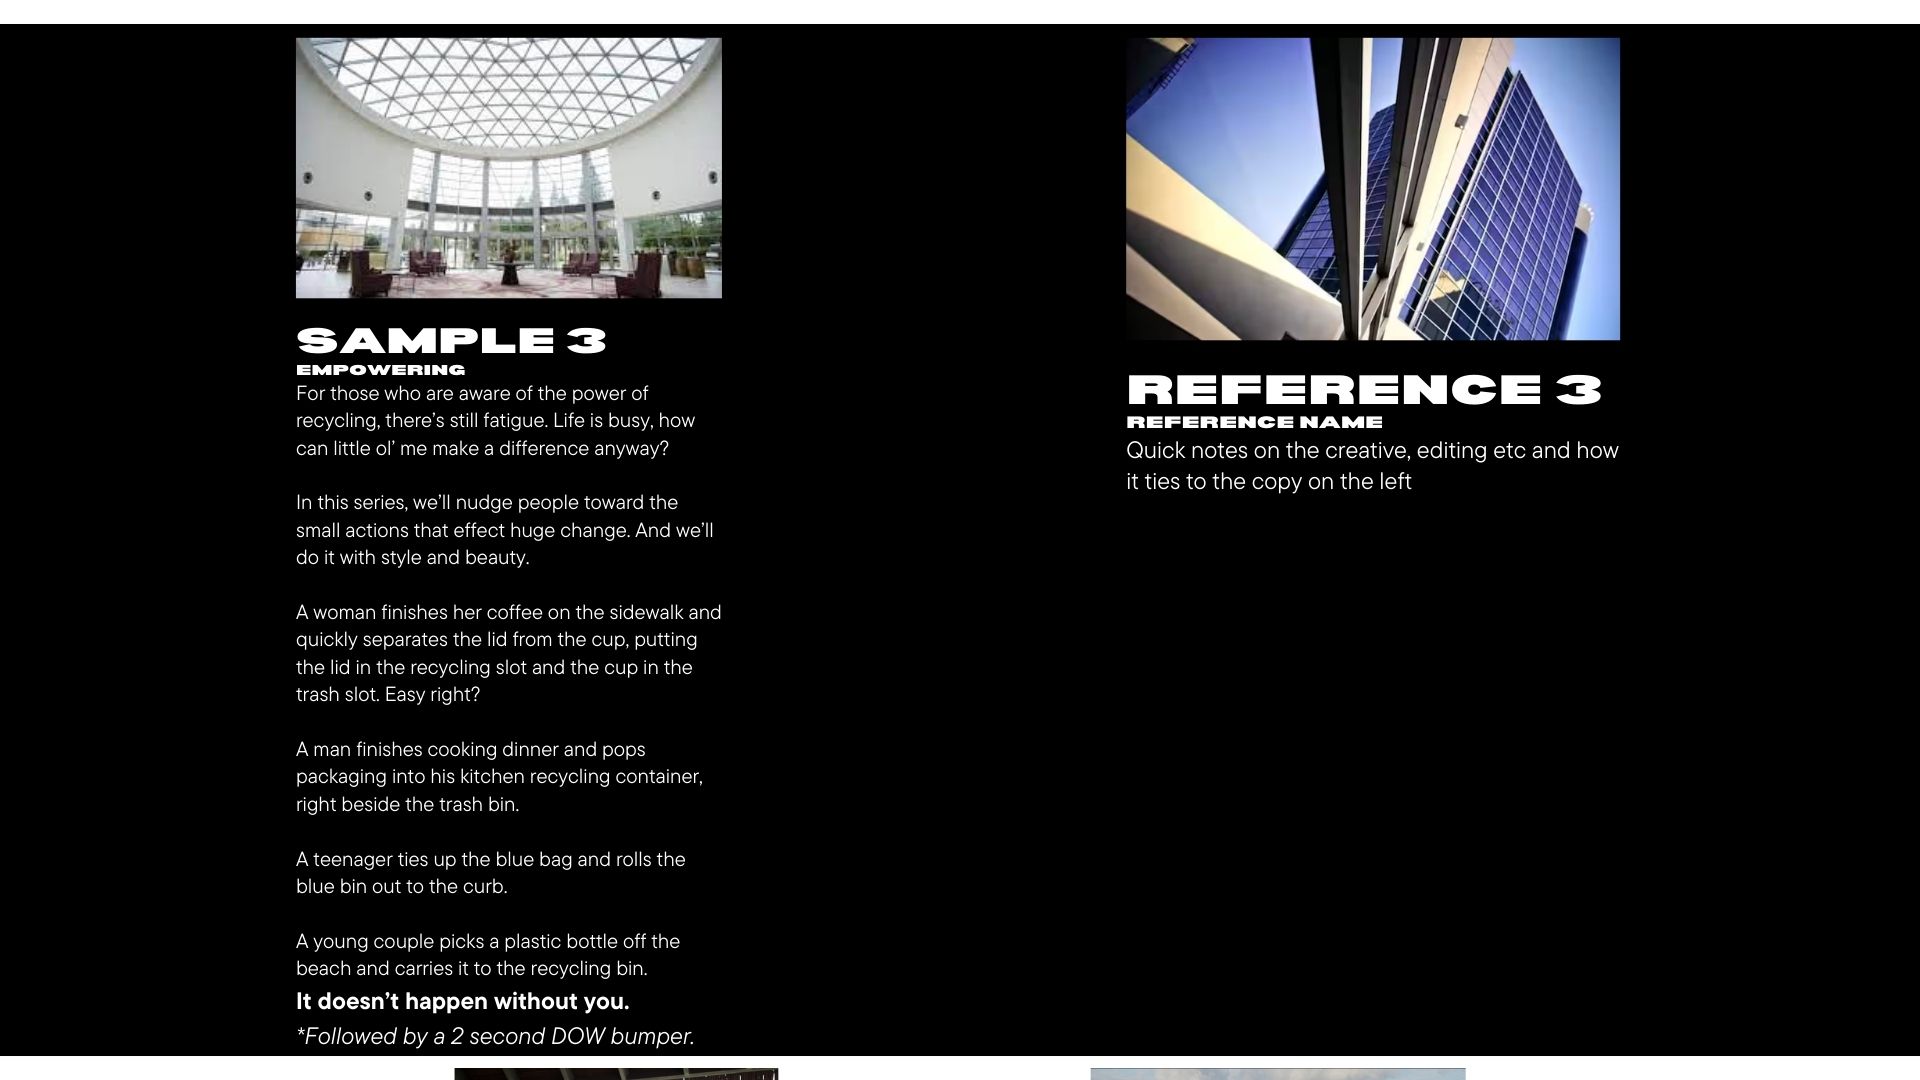 SAMPLE 3
EMPOWERING
For those who are aware of the power of
recycling, there’s still fatigue. Life is busy, how
can little ol’ me make a difference anyway?
In this series, we’ll nudge people toward the
small actions that effect huge change. And we’ll
do it with style and beauty.
A woman finishes her coffee on the sidewalk and
quickly separates the lid from the cup, putting
the lid in the recycling slot and the cup in the
trash slot. Easy right?
A man finishes cooking dinner and pops
packaging into his kitchen recycling container,
right beside the trash bin.
A teenager ties up the blue bag and rolls the
blue bin out to the curb.
A young couple picks a plastic bottle off the
beach and carries it to the recycling bin.
It doesn’t happen without you.
*Followed by a 2 second DOW bumper.
REFERENCE 3
REFERENCE NAME
Quick notes on the creative, editing etc and how
it ties to the copy on the left